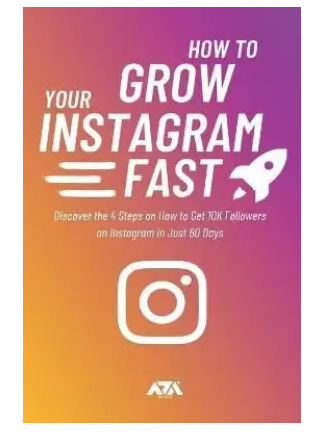 HOW TO
GROW
YOUR
INSTAGRAM
FAST
Discover the 4 Steps on How to Get 10K Followers
on Instagram in Just 60 Days